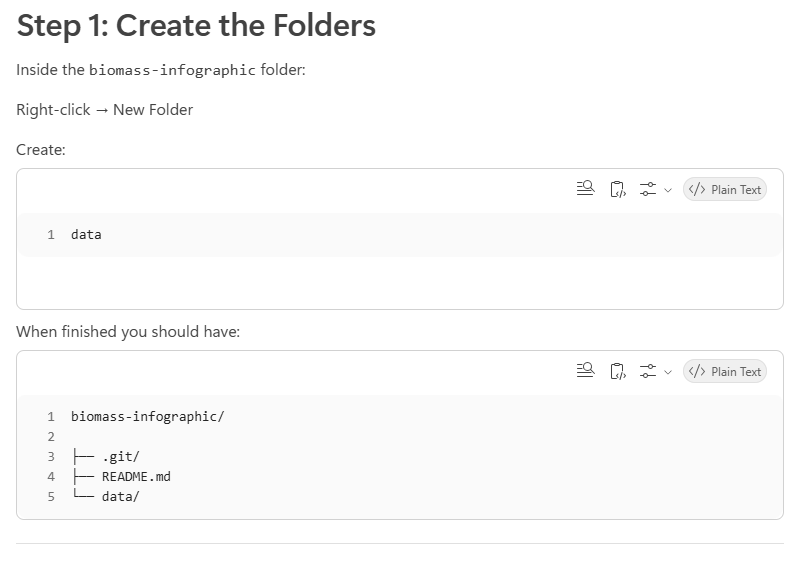 Step 1: Create the Folders
Inside the biomass-infographic folder:
Right-click → New Folder
Create:
</> Plain Text
1 data
When finished you should have:
</> Plain Text
1 biomass-infographic/
2
3 ├── .git/
4 ├── README.md
5 └── data/